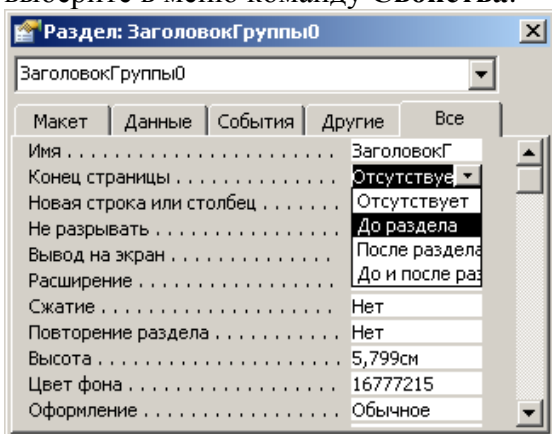 выберите в меню команду Свойства.
Раздел: ЗаголовокГруппы0
ЗаголовокГруппы0
Макет Данные События Другие Все
Имя . . . . . . . . . . . . . . . . . . . . . . . ЗаголовокГ
Конец страницы . . . . . . . . . . . . . . Отсутствуе
Новая строка или столбец . . . . . . . Отсутствует
Не разрывать . . . . . . . . . . . . . . . . До раздела
Вывод на экран . . . . . . . . . . . . . . После раздела
Расширение . . . . . . . . . . . . . . . . . До и после раз
Сжатие . . . . . . . . . . . . . . . . . . . . Нет
Повторение раздела . . . . . . . . . . . Нет
Высота . . . . . . . . . . . . . . . . . . . . 5,799см
Цвет фона . . . . . . . . . . . . . . . . . . 16777215
Оформление . . . . . . . . . . . . . . . . . Обычное